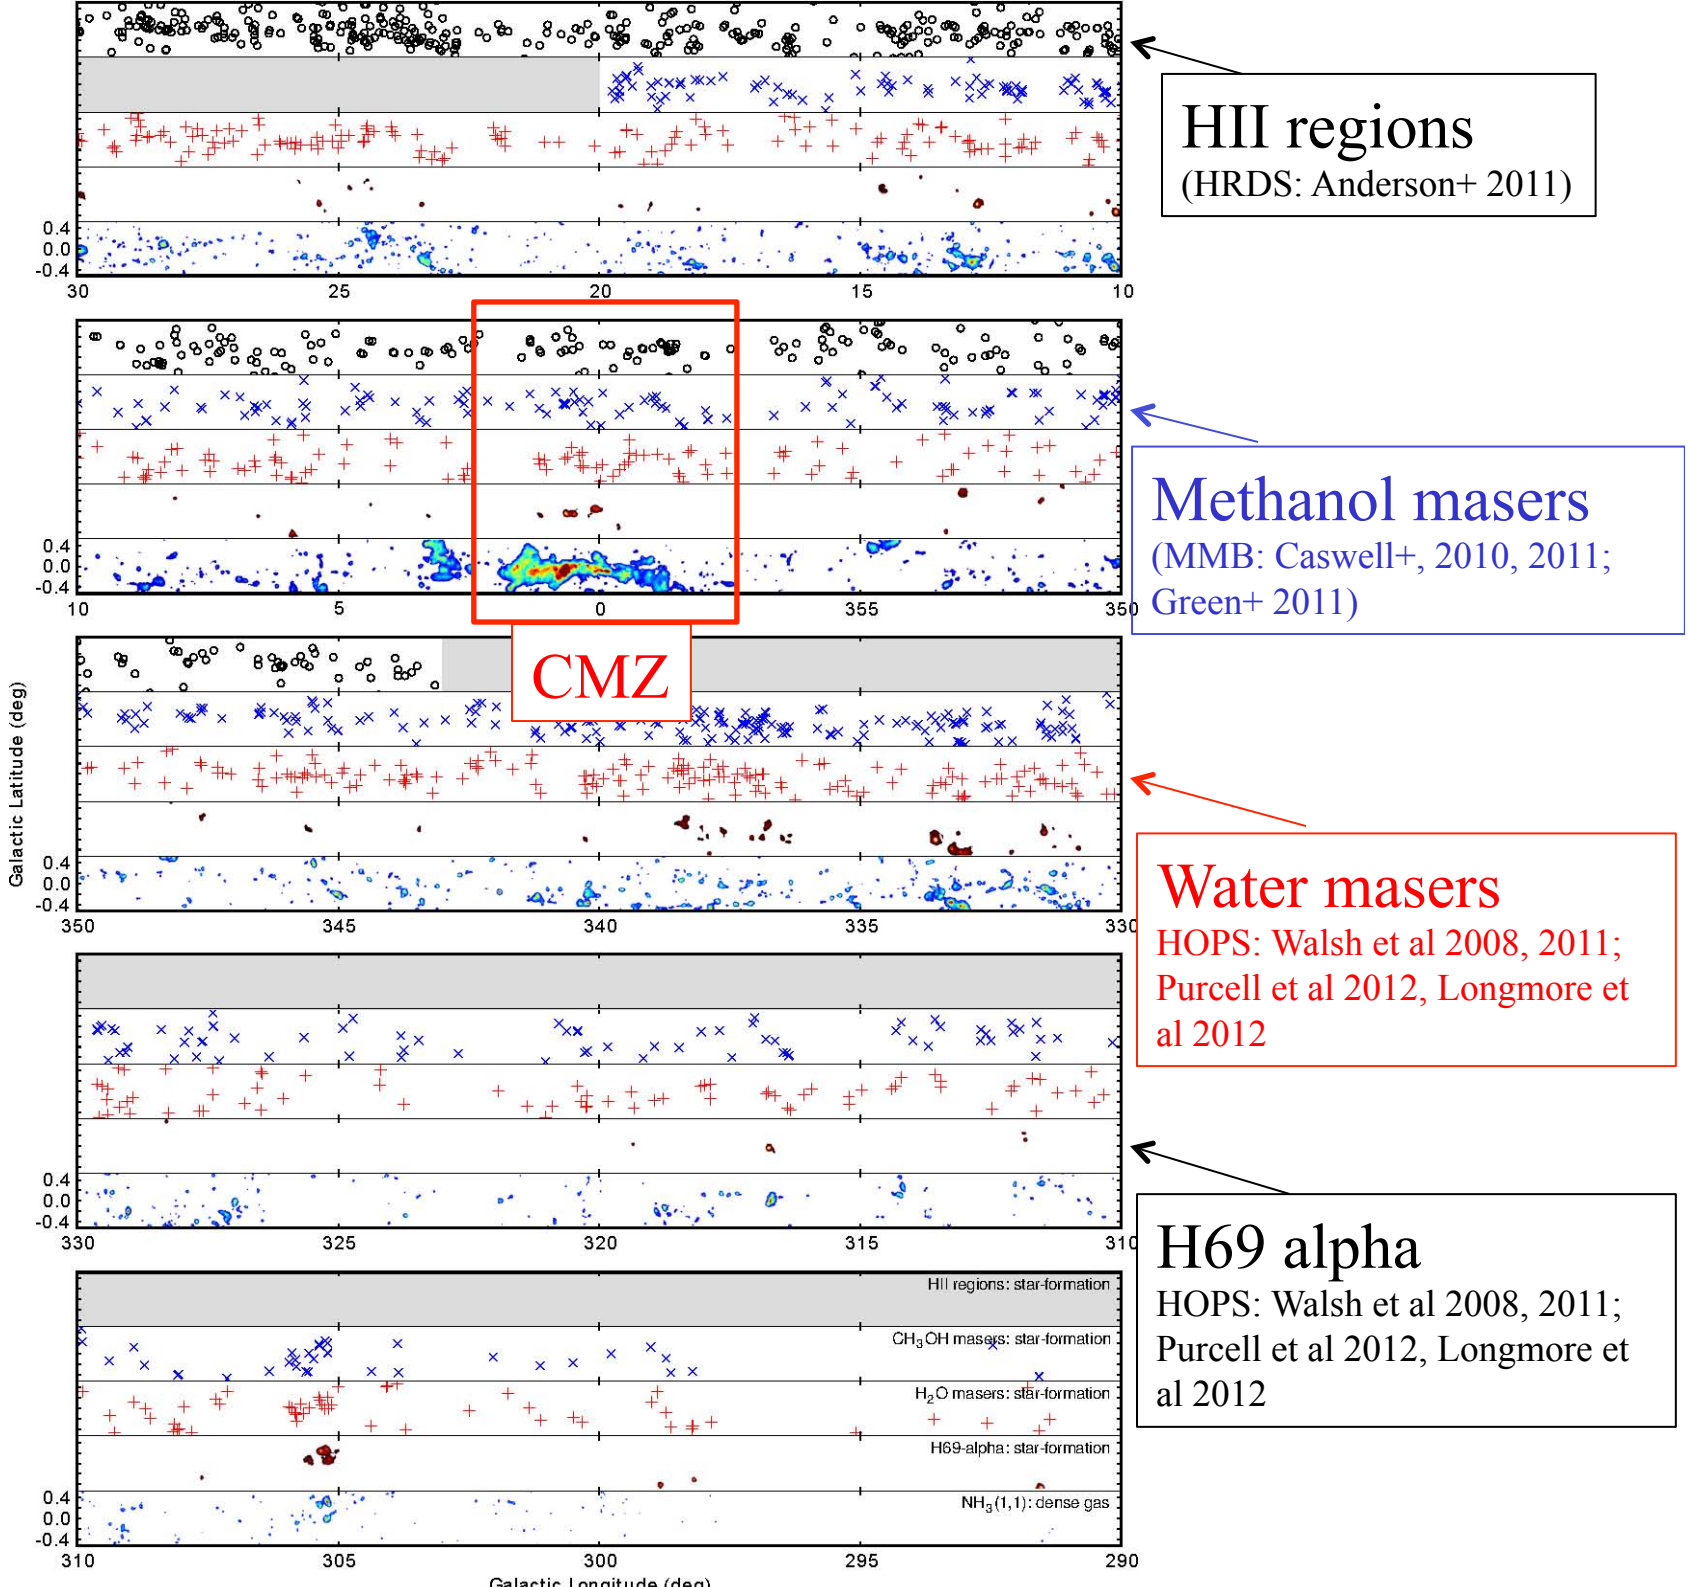 HII regions
(HRDS: Anderson+ 2011)
0.4
0.0
-0.4
30 25 20 15 10
Methanol masers
(MMB: Caswell+, 2010, 2011;
Green+ 2011)
0.4
0.0
-0.4
10 5 0 355 350
CMZ
Galactic Latitude (deg)
Water masers
HOPS: Walsh et al 2008, 2011;
Purcell et al 2012, Longmore et
al 2012
0.4
0.0
-0.4
350 345 340 335 330
0.4
0.0
-0.4
330 325 320 315 310
H69 alpha
HOPS: Walsh et al 2008, 2011;
Purcell et al 2012, Longmore et
al 2012
HII regions: star-formation
CH₃OH masers: star-formation
H₂O masers: star-formation
H69-alpha: star-formation
NH₃(1,1): dense gas
0.4
0.0
-0.4
310 305 300 295 290
Galactic Longitude (deg)